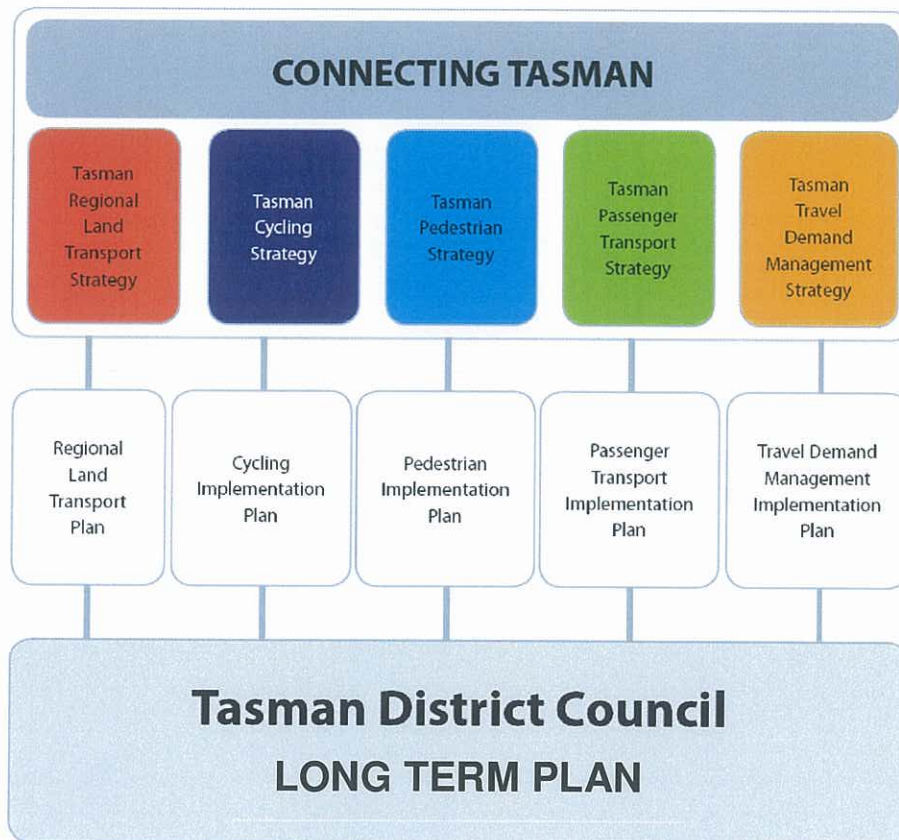 CONNECTING TASMAN
Tasman
Regional
Land
Transport
Strategy
Tasman
Cycling
Strategy
Tasman
Pedestrian
Strategy
Tasman
Passenger
Transport
Strategy
Tasman
Travel
Demand
Management
Strategy
Regional
Land
Transport
Plan
Cycling
Implementation
Plan
Pedestrian
Implementation
Plan
Passenger
Transport
Implementation
Plan
Travel Demand
Management
Implementation
Plan
Tasman District Council
LONG TERM PLAN